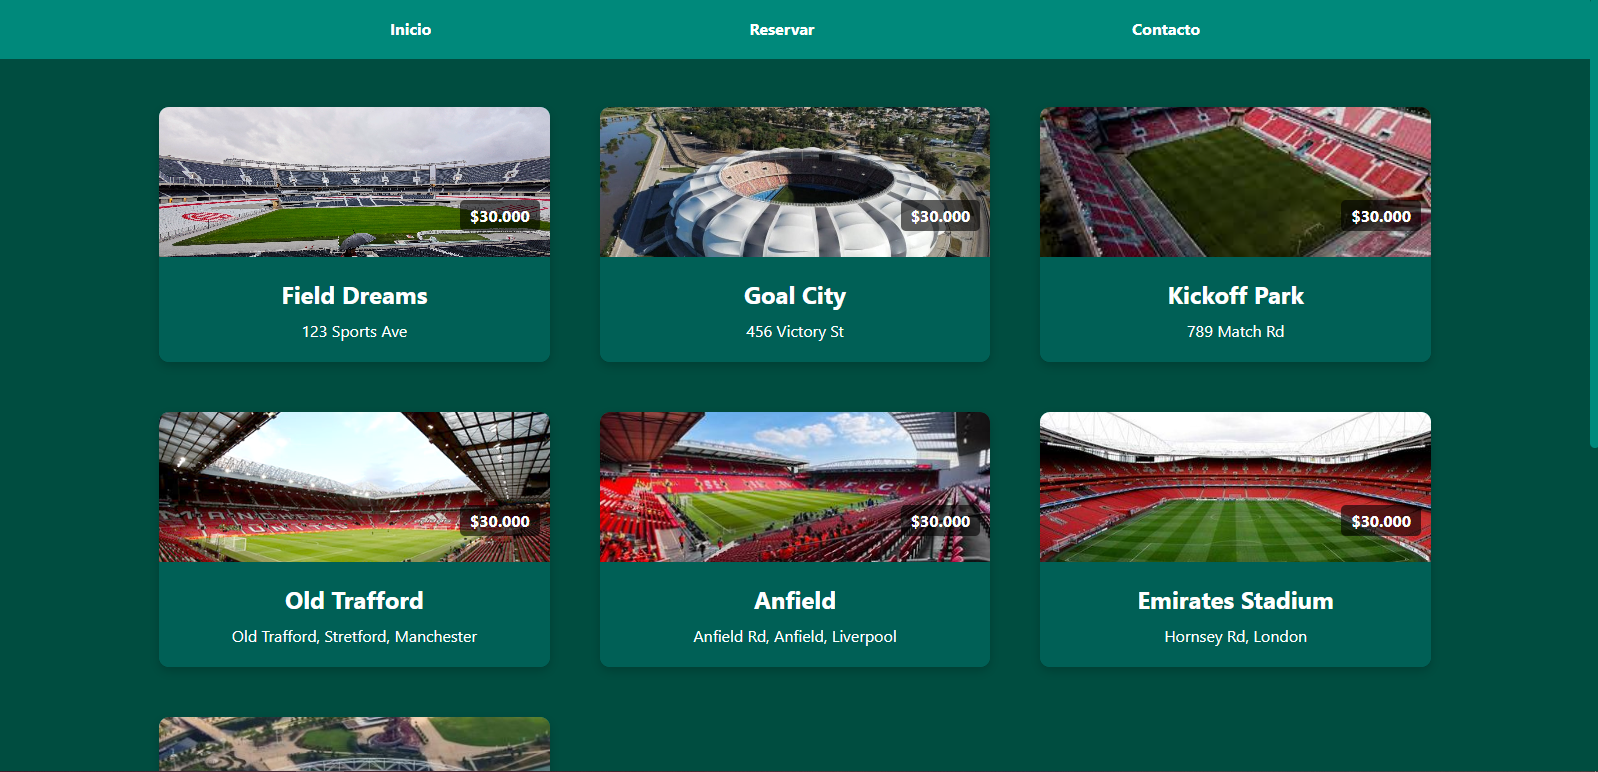 Inicio
Reservar
Contacto
$30.000
Field Dreams
123 Sports Ave
$30.000
Goal City
456 Victory St
$30.000
Kickoff Park
789 Match Rd
MANCHESTER
UNITED
$30.000
Old Trafford
Old Trafford, Stretford, Manchester
$30.000
Anfield
Anfield Rd, Anfield, Liverpool
$30.000
Emirates Stadium
Hornsey Rd, London